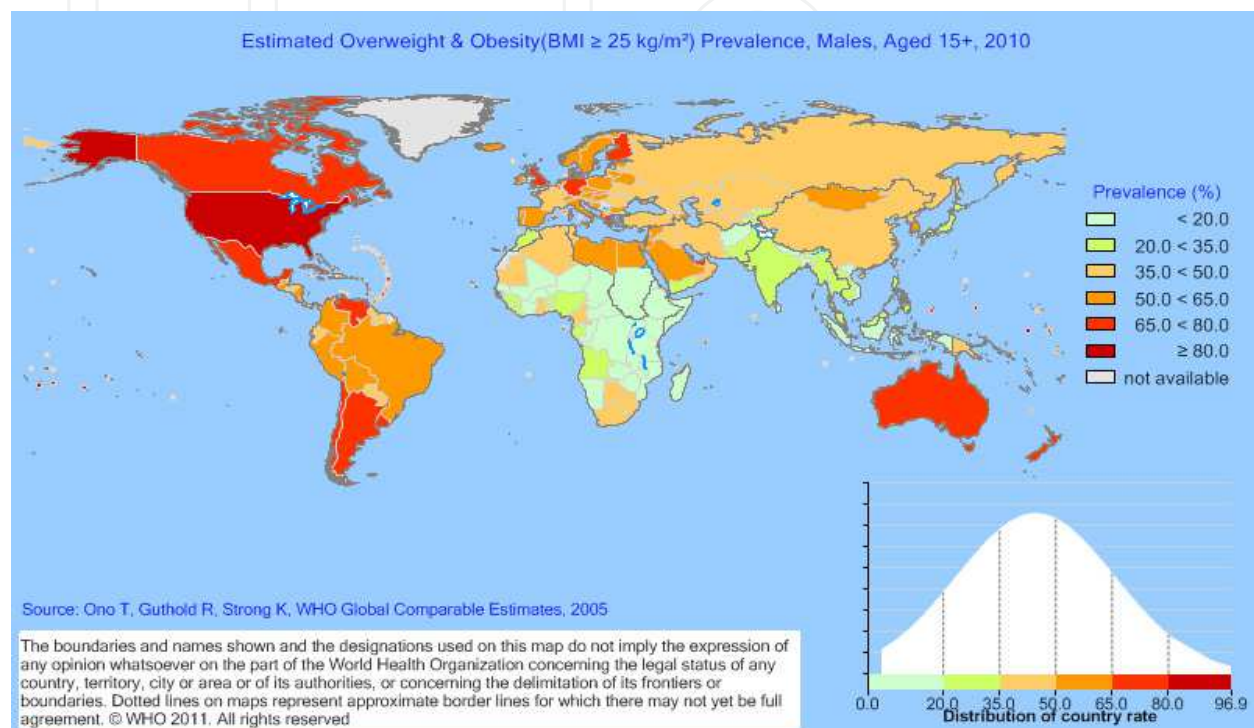 Estimated Overweight & Obesity(BMI ≥ 25 kg/m²) Prevalence, Males, Aged 15+, 2010
Prevalence (%)
< 20.0
20.0 < 35.0
35.0 < 50.0
50.0 < 65.0
65.0 < 80.0
≥ 80.0
not available
Source: Ono T, Guthold R, Strong K, WHO Global Comparable Estimates, 2005
The boundaries and names shown and the designations used on this map do not imply the expression of
any opinion whatsoever on the part of the World Health Organization concerning the legal status of any
country, territory, city or area or of its authorities, or concerning the delimitation of its frontiers or
boundaries. Dotted lines on maps represent approximate border lines for which there may not yet be full
agreement. © WHO 2011. All rights reserved
0.0 20.0 35.0 50.0 65.0 80.0 96.9
Distribution of country rate